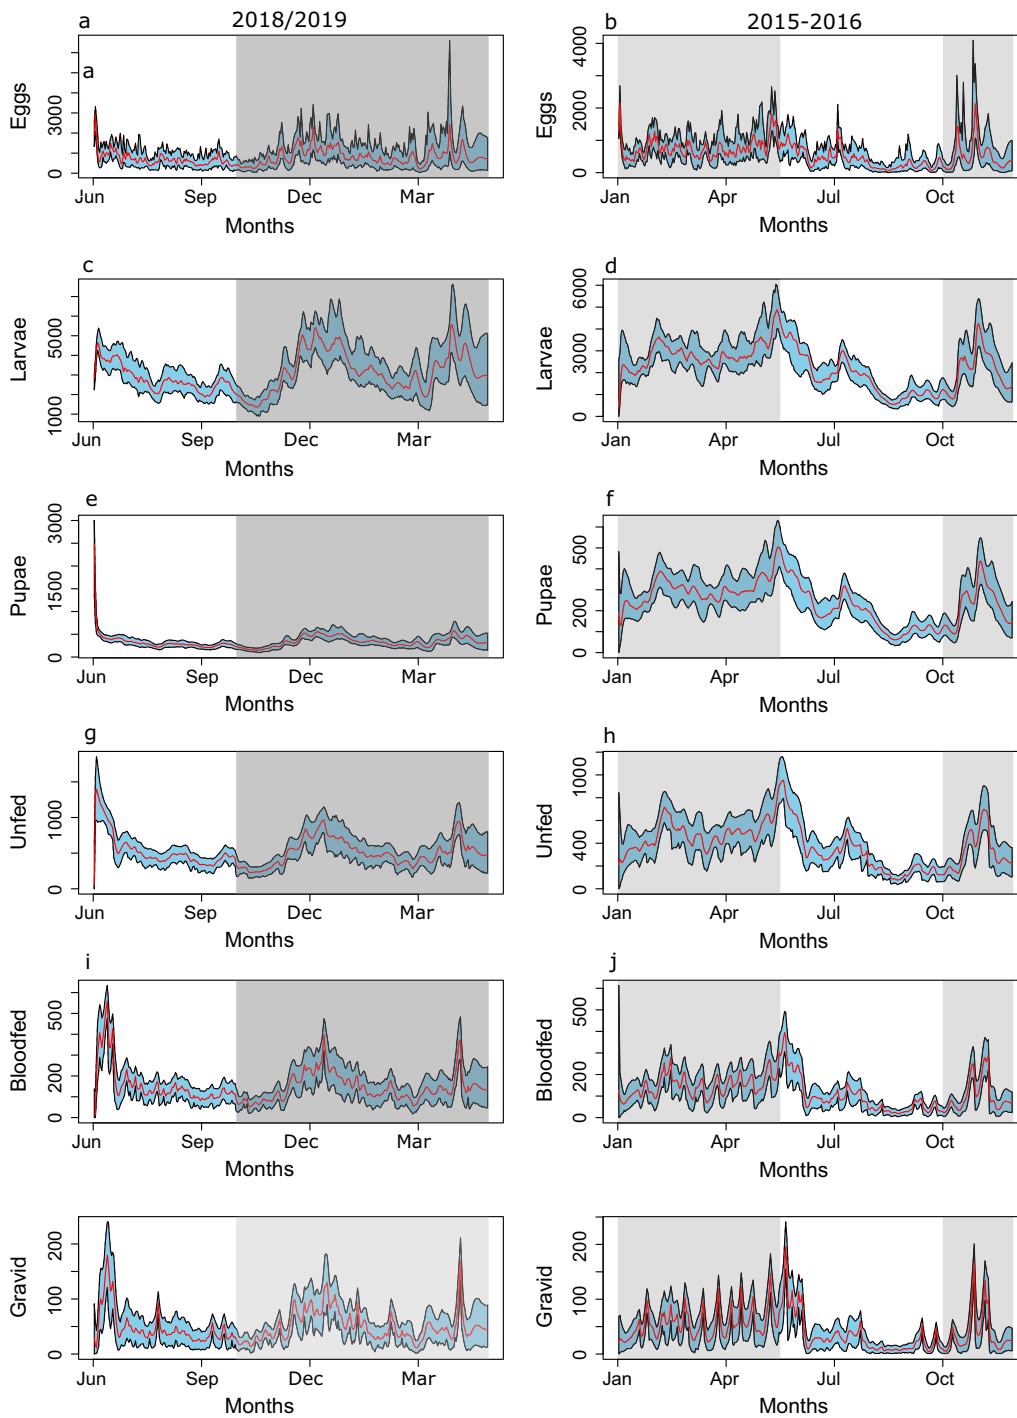 a 2018/2019
b 2015-2016
a
Eggs
0 3000
Jun Sep Dec Mar
Months
Eggs
0 2000 4000
Jan Apr Jul Oct
Months
c
Larvae
1000 5000
Jun Sep Dec Mar
Months
d
Larvae
0 3000 6000
Jan Apr Jul Oct
Months
e
Pupae
0 1500 3000
Jun Sep Dec Mar
Months
f
Pupae
0 200 500
Jan Apr Jul Oct
Months
g
Unfed
0 1000
Jun Sep Dec Mar
Months
h
Unfed
0 400 1000
Jan Apr Jul Oct
Months
i
Bloodfed
0 200 500
Jun Sep Dec Mar
Months
j
Bloodfed
0 200 500
Jan Apr Jul Oct
Months
Gravid
0 100 200
Jun Sep Dec Mar
Months
Gravid
0 100 200
Jan Apr Jul Oct
Months